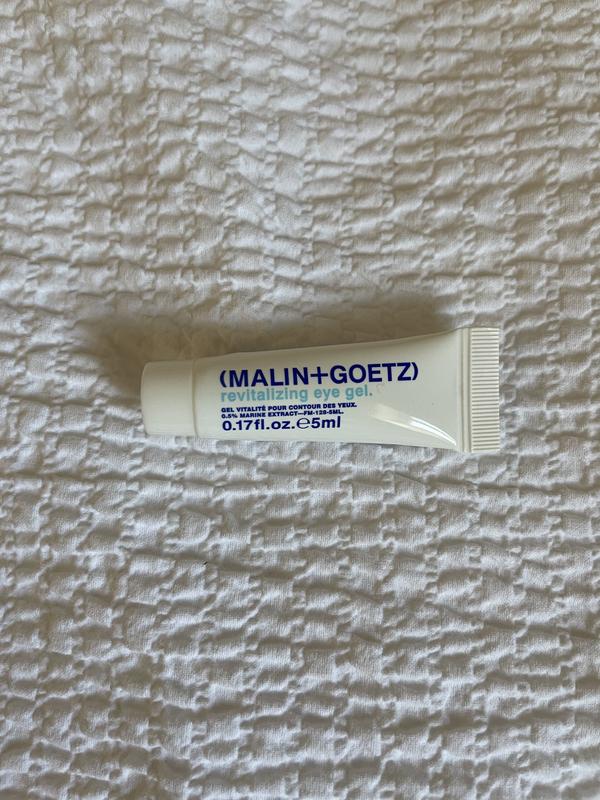 (MALIN+GOETZ)
revitalizing eye gel.
GEL VITALITÉ POUR CONTOUR DES YEUX.
0.5% MARINE EXTRACT—FM-128-5ML.
0.17fl.oz.℮5ml